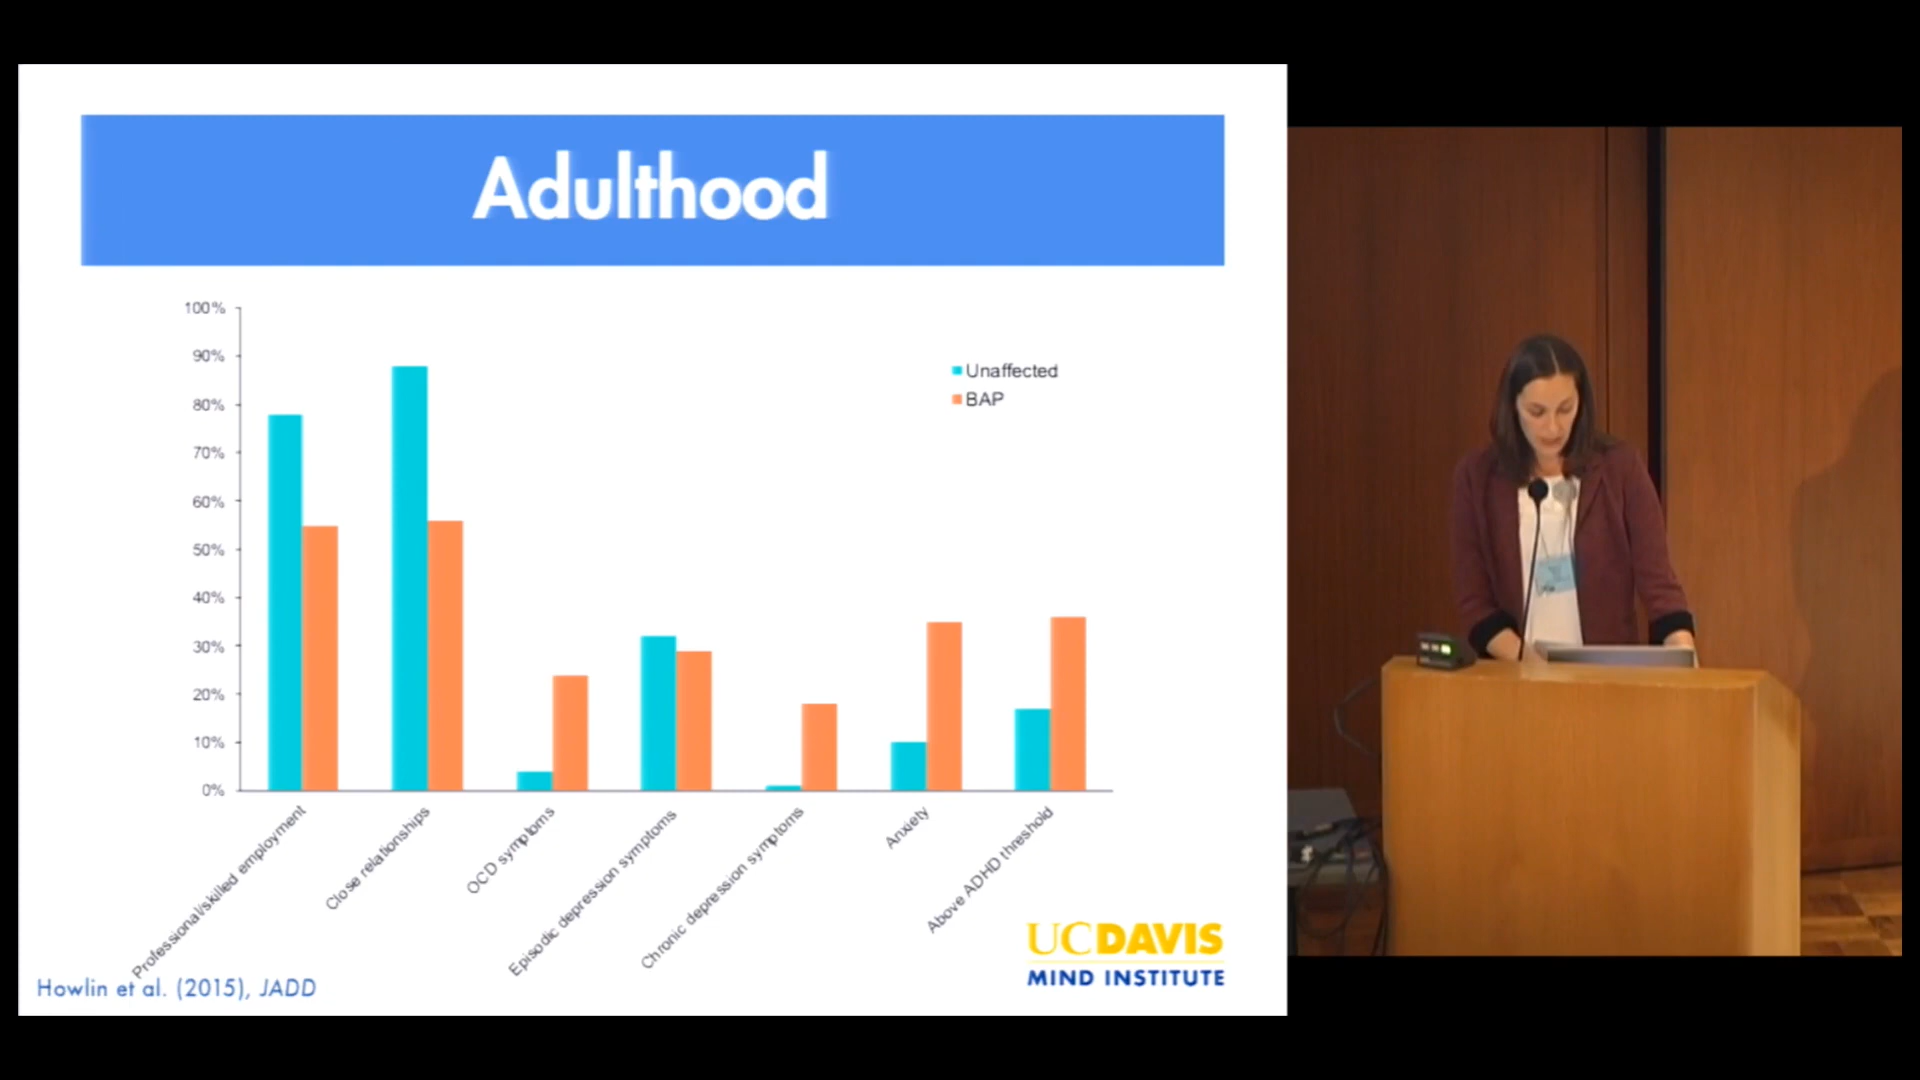 Adulthood
100%
90%
80%
70%
60%
50%
40%
30%
20%
10%
0%
Unaffected
BAP
Professional/skilled employment
Close relationships
OCD symptoms
Episodic depression symptoms
Chronic depression symptoms
Anxiety
Above ADHD threshold
Howlin et al. (2015), JADD
UCDAVIS
MIND INSTITUTE